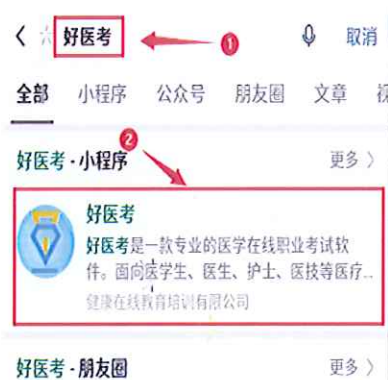 好医考
取消
全部 小程序 公众号 朋友圈 文章
好医考·小程序 更多
好医考
好医考是一款专业的医学在线职业考试软
件。面向医学生、医生、护士、医技等医疗..
健康在线教育培训有限公司
好医考·朋友圈 更多